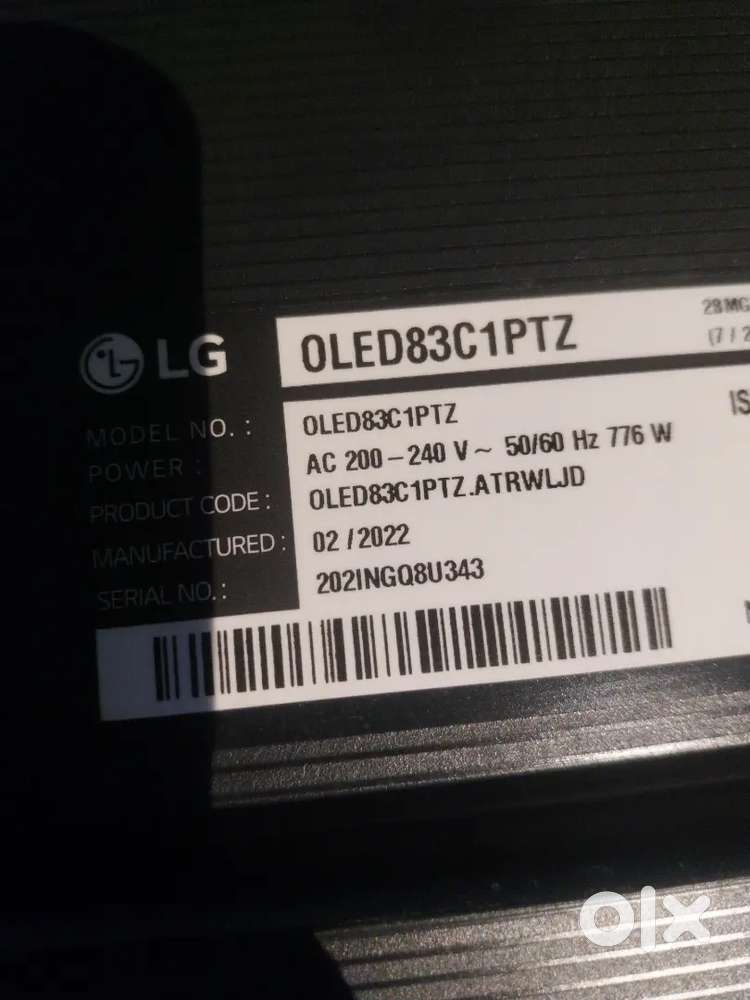 LG
OLED83C1PTZ
MODEL NO. : OLED83C1PTZ
POWER : AC 200 – 240 V ~ 50/60 Hz 776 W
PRODUCT CODE : OLED83C1PTZ.ATRWLJD
MANUFACTURED : 02 / 2022
SERIAL NO. : 202INGQ8U343
olx